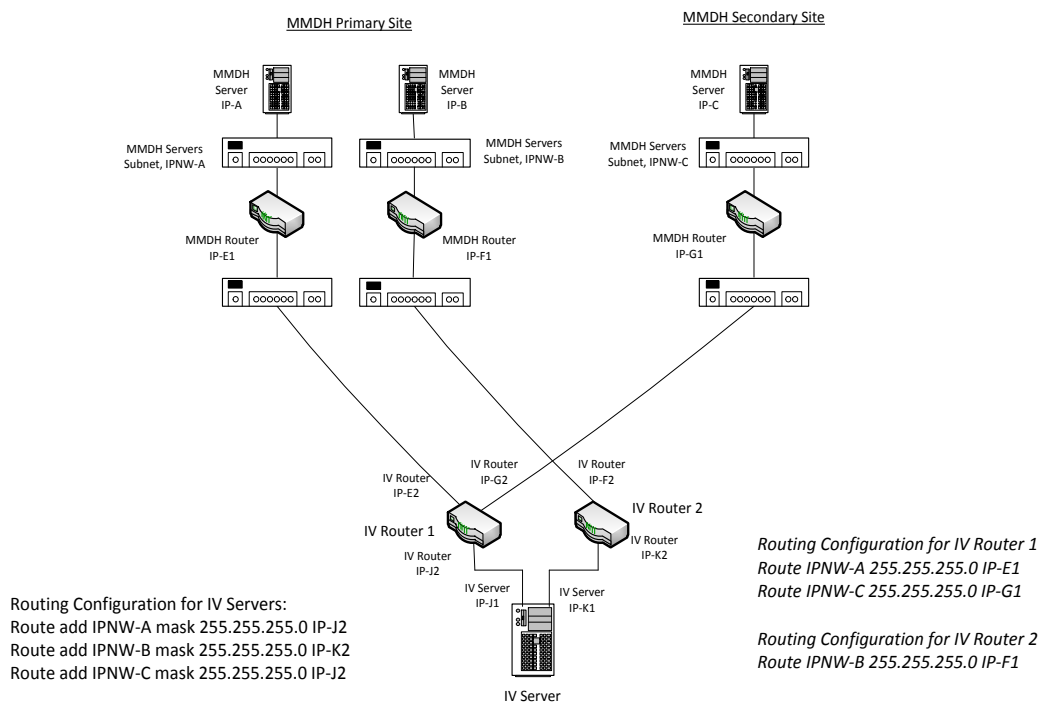 MMDH Primary Site
MMDH Secondary Site
MMDH
Server
IP-A
MMDH
Server
IP-B
MMDH
Server
IP-C
MMDH Servers
Subnet, IPNW-A
MMDH Servers
Subnet, IPNW-B
MMDH Servers
Subnet, IPNW-C
MMDH Router
IP-E1
MMDH Router
IP-F1
MMDH Router
IP-G1
IV Router
IP-E2
IV Router
IP-G2
IV Router
IP-F2
IV Router 1
IV Router 2
IV Router
IP-J2
IV Router
IP-K2
IV Server
IP-J1
IV Server
IP-K1
IV Server
Routing Configuration for IV Servers:
Route add IPNW-A mask 255.255.255.0 IP-J2
Route add IPNW-B mask 255.255.255.0 IP-K2
Route add IPNW-C mask 255.255.255.0 IP-J2
Routing Configuration for IV Router 1
Route IPNW-A 255.255.255.0 IP-E1
Route IPNW-C 255.255.255.0 IP-G1
Routing Configuration for IV Router 2
Route IPNW-B 255.255.255.0 IP-F1